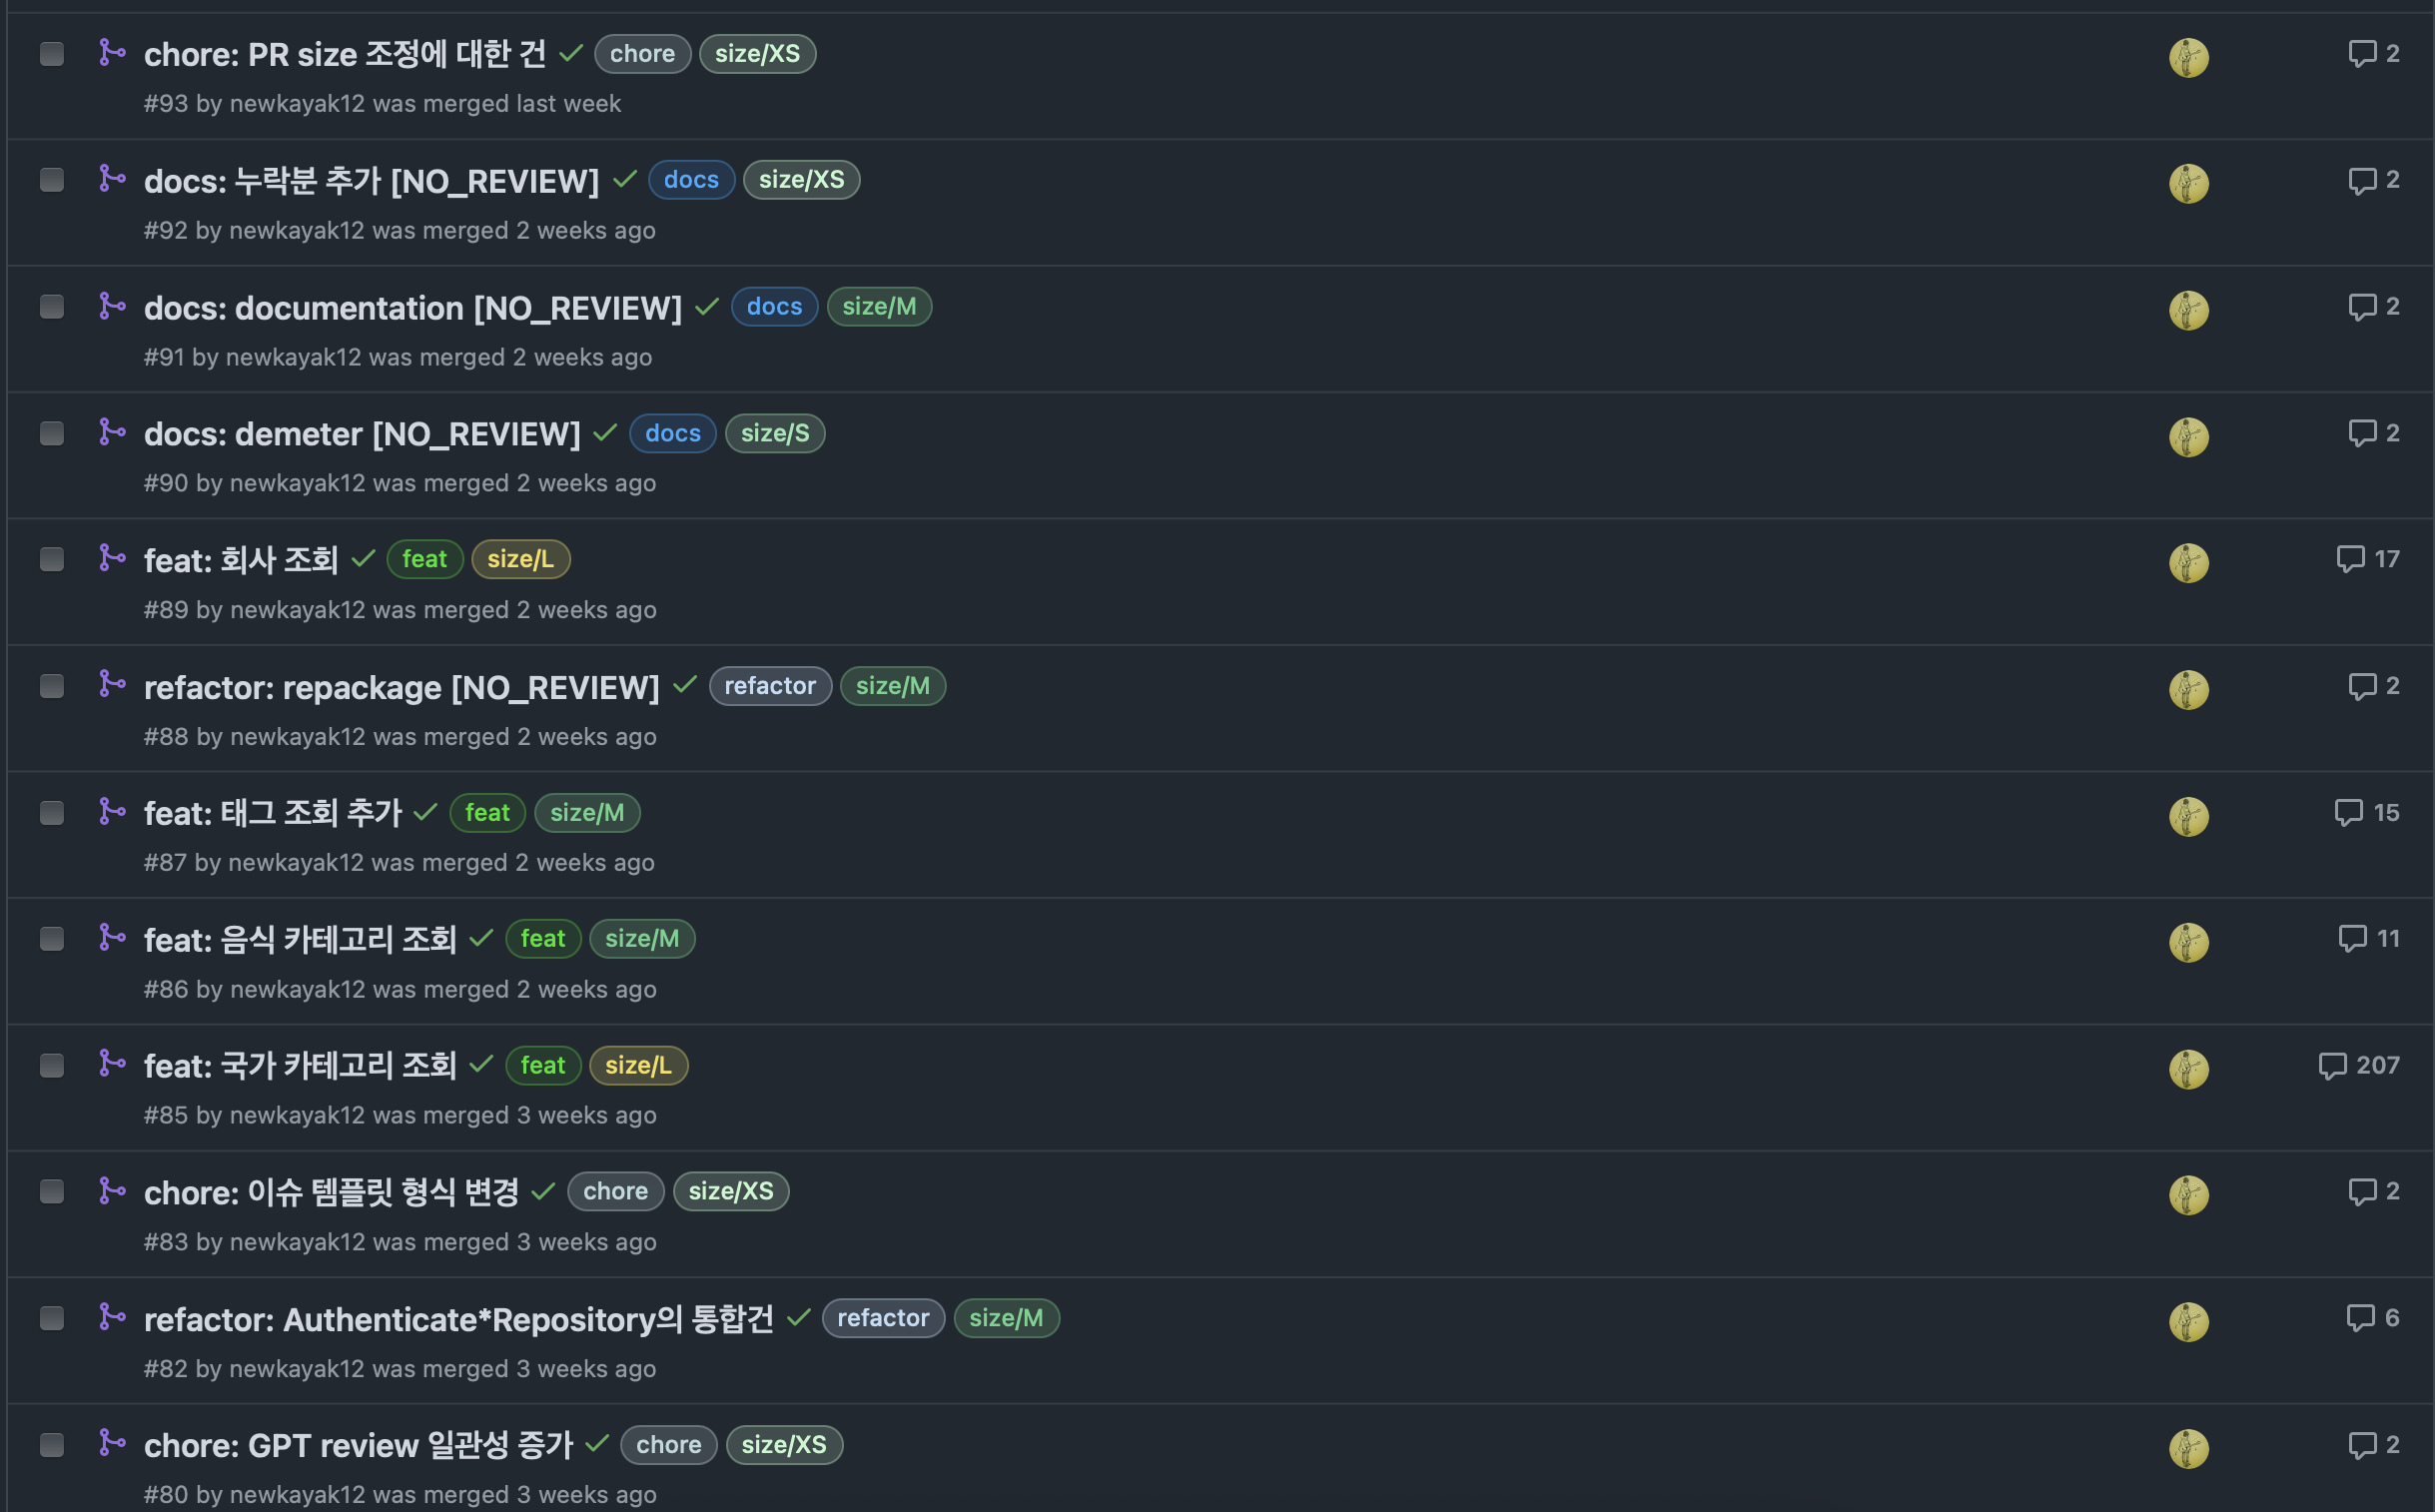 chore: PR size 조정에 대한 건 chore size/XS 2
#93 by newkayak12 was merged last week
docs: 누락분 추가 [NO_REVIEW] docs size/XS 2
#92 by newkayak12 was merged 2 weeks ago
docs: documentation [NO_REVIEW] docs size/M 2
#91 by newkayak12 was merged 2 weeks ago
docs: demeter [NO_REVIEW] docs size/S 2
#90 by newkayak12 was merged 2 weeks ago
feat: 회사 조회 feat size/L 17
#89 by newkayak12 was merged 2 weeks ago
refactor: repackage [NO_REVIEW] refactor size/M 2
#88 by newkayak12 was merged 2 weeks ago
feat: 태그 조회 추가 feat size/M 15
#87 by newkayak12 was merged 2 weeks ago
feat: 음식 카테고리 조회 feat size/M 11
#86 by newkayak12 was merged 2 weeks ago
feat: 국가 카테고리 조회 feat size/L 207
#85 by newkayak12 was merged 3 weeks ago
chore: 이슈 템플릿 형식 변경 chore size/XS 2
#83 by newkayak12 was merged 3 weeks ago
refactor: Authenticate*Repository의 통합건 refactor size/M 6
#82 by newkayak12 was merged 3 weeks ago
chore: GPT review 일관성 증가 chore size/XS 2
#80 by newkayak12 was merged 3 weeks ago